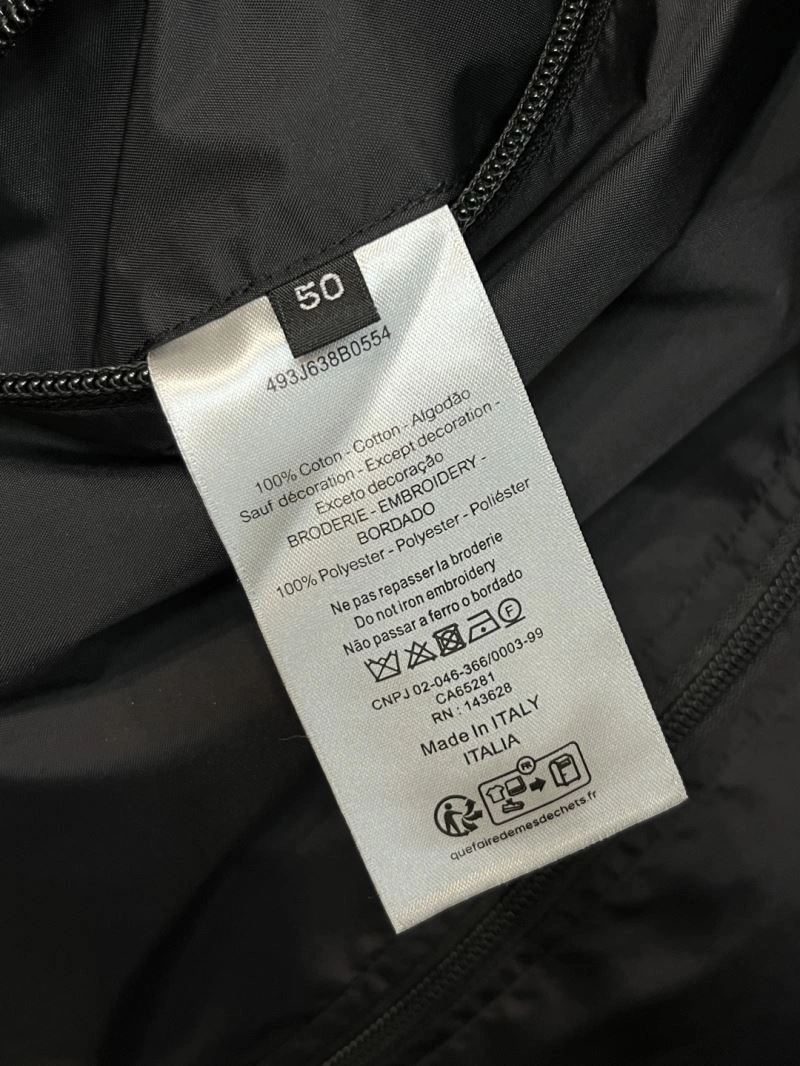 50
493J638B0554
100% Coton - Cotton - Algodão
Sauf décoration - Except decoration -
Exceto decoração
BRODERIE - EMBROIDERY -
BORDADO
100% Polyester - Polyester - Poliéster
Ne pas repasser la broderie
Do not iron embroidery
Não passar a ferro o bordado
F
CNPJ 02-046-366/0003-99
CA65281
RN : 143628
Made In ITALY
ITALIA
FR
quefairedemesdechets.fr